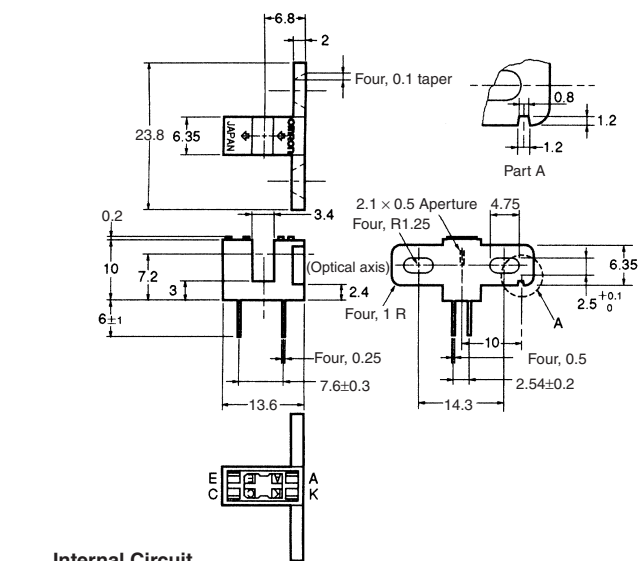 6.8
2
Four, 0.1 taper
23.8
6.35
JAPAN
OMRON
0.8
1.2
1.2
Part A
0.2
3.4
2.1 × 0.5 Aperture
4.75
Four, R1.25
10
7.2
3
(Optical axis)
2.4
6.35
2.5 +0.1 0
6±1
Four, 1 R
A
10
Four, 0.25
Four, 0.5
7.6±0.3
2.54±0.2
13.6
14.3
E E A A
C C K K
Internal Circuit